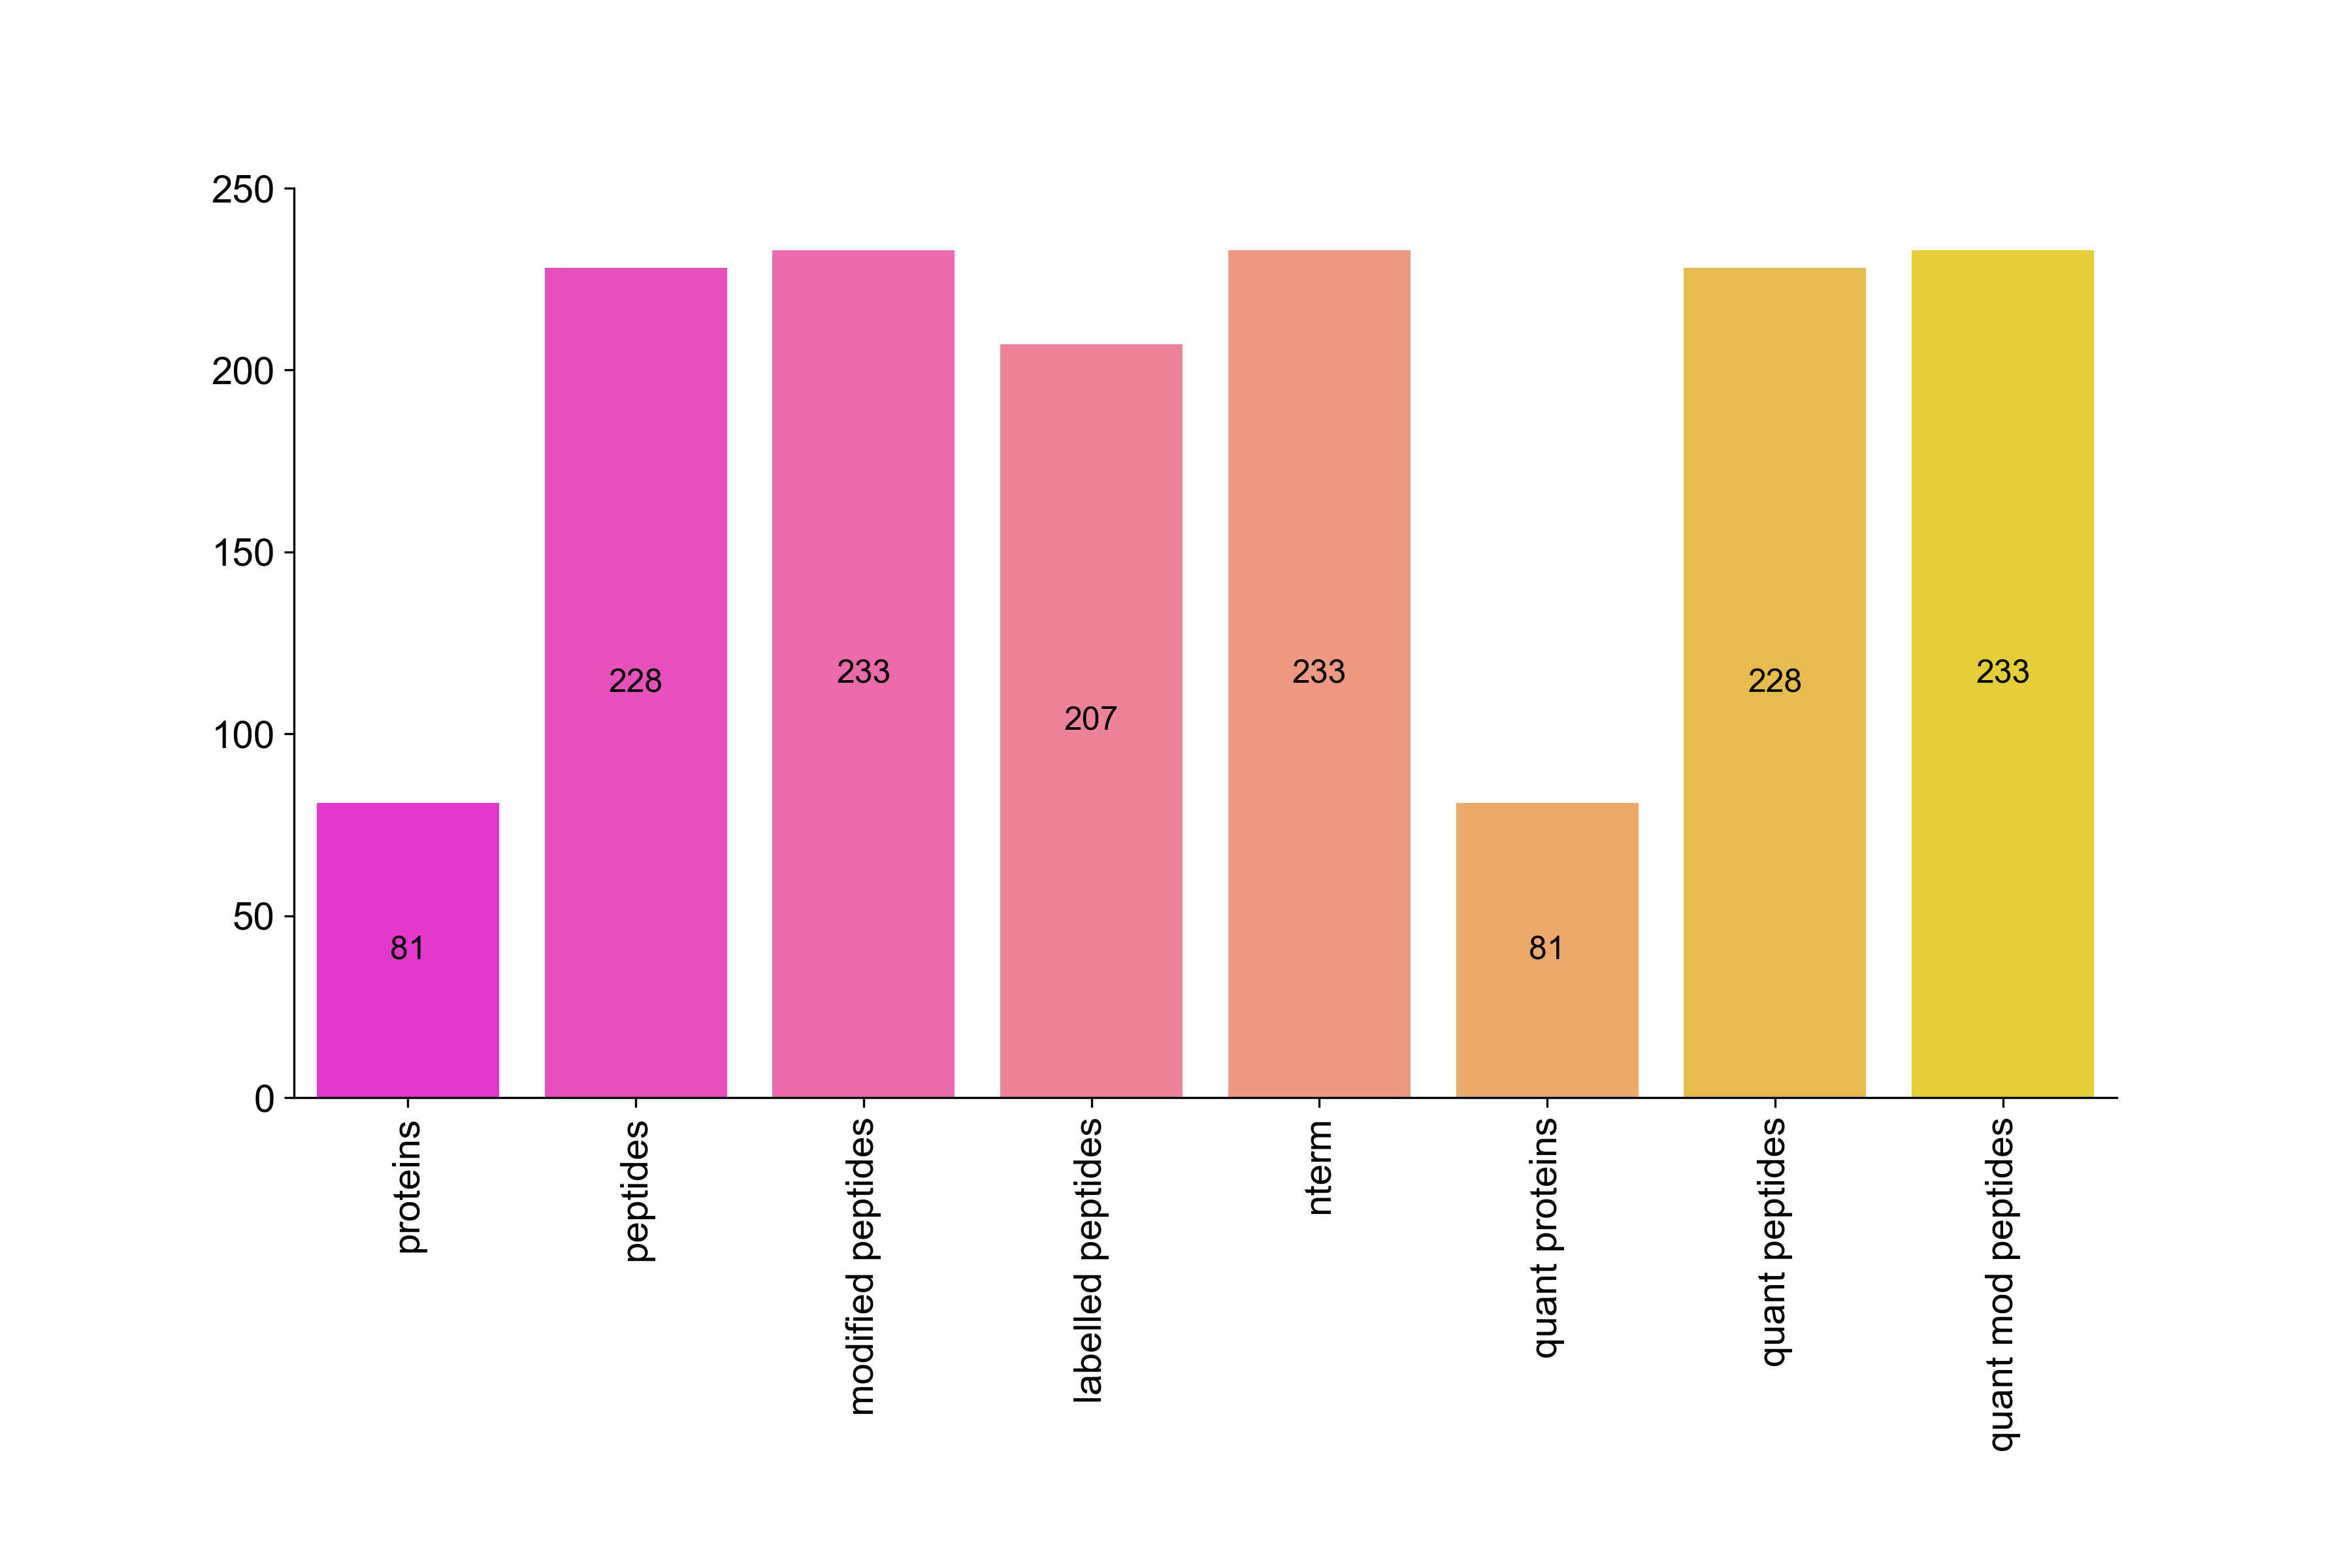 250
200
150
100
50
0
81
228
233
207
233
81
228
233
proteins
peptides
modified peptides
labelled peptides
nterm
quant proteins
quant peptides
quant mod peptides